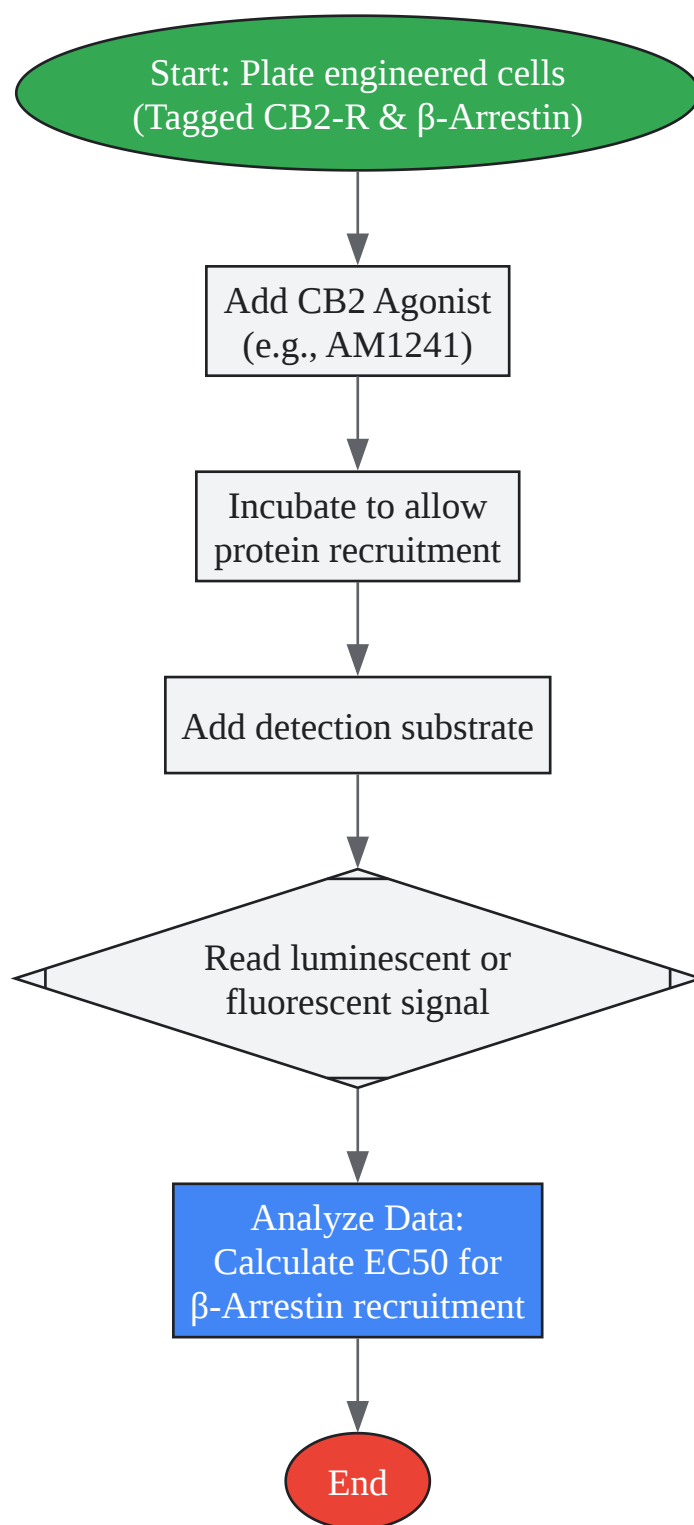 Start: Plate engineered cells
(Tagged CB2-R & β-Arrestin)
Add CB2 Agonist
(e.g., AM1241)
Incubate to allow
protein recruitment
Add detection substrate
Read luminescent or
fluorescent signal
Analyze Data:
Calculate EC50 for
β-Arrestin recruitment
End